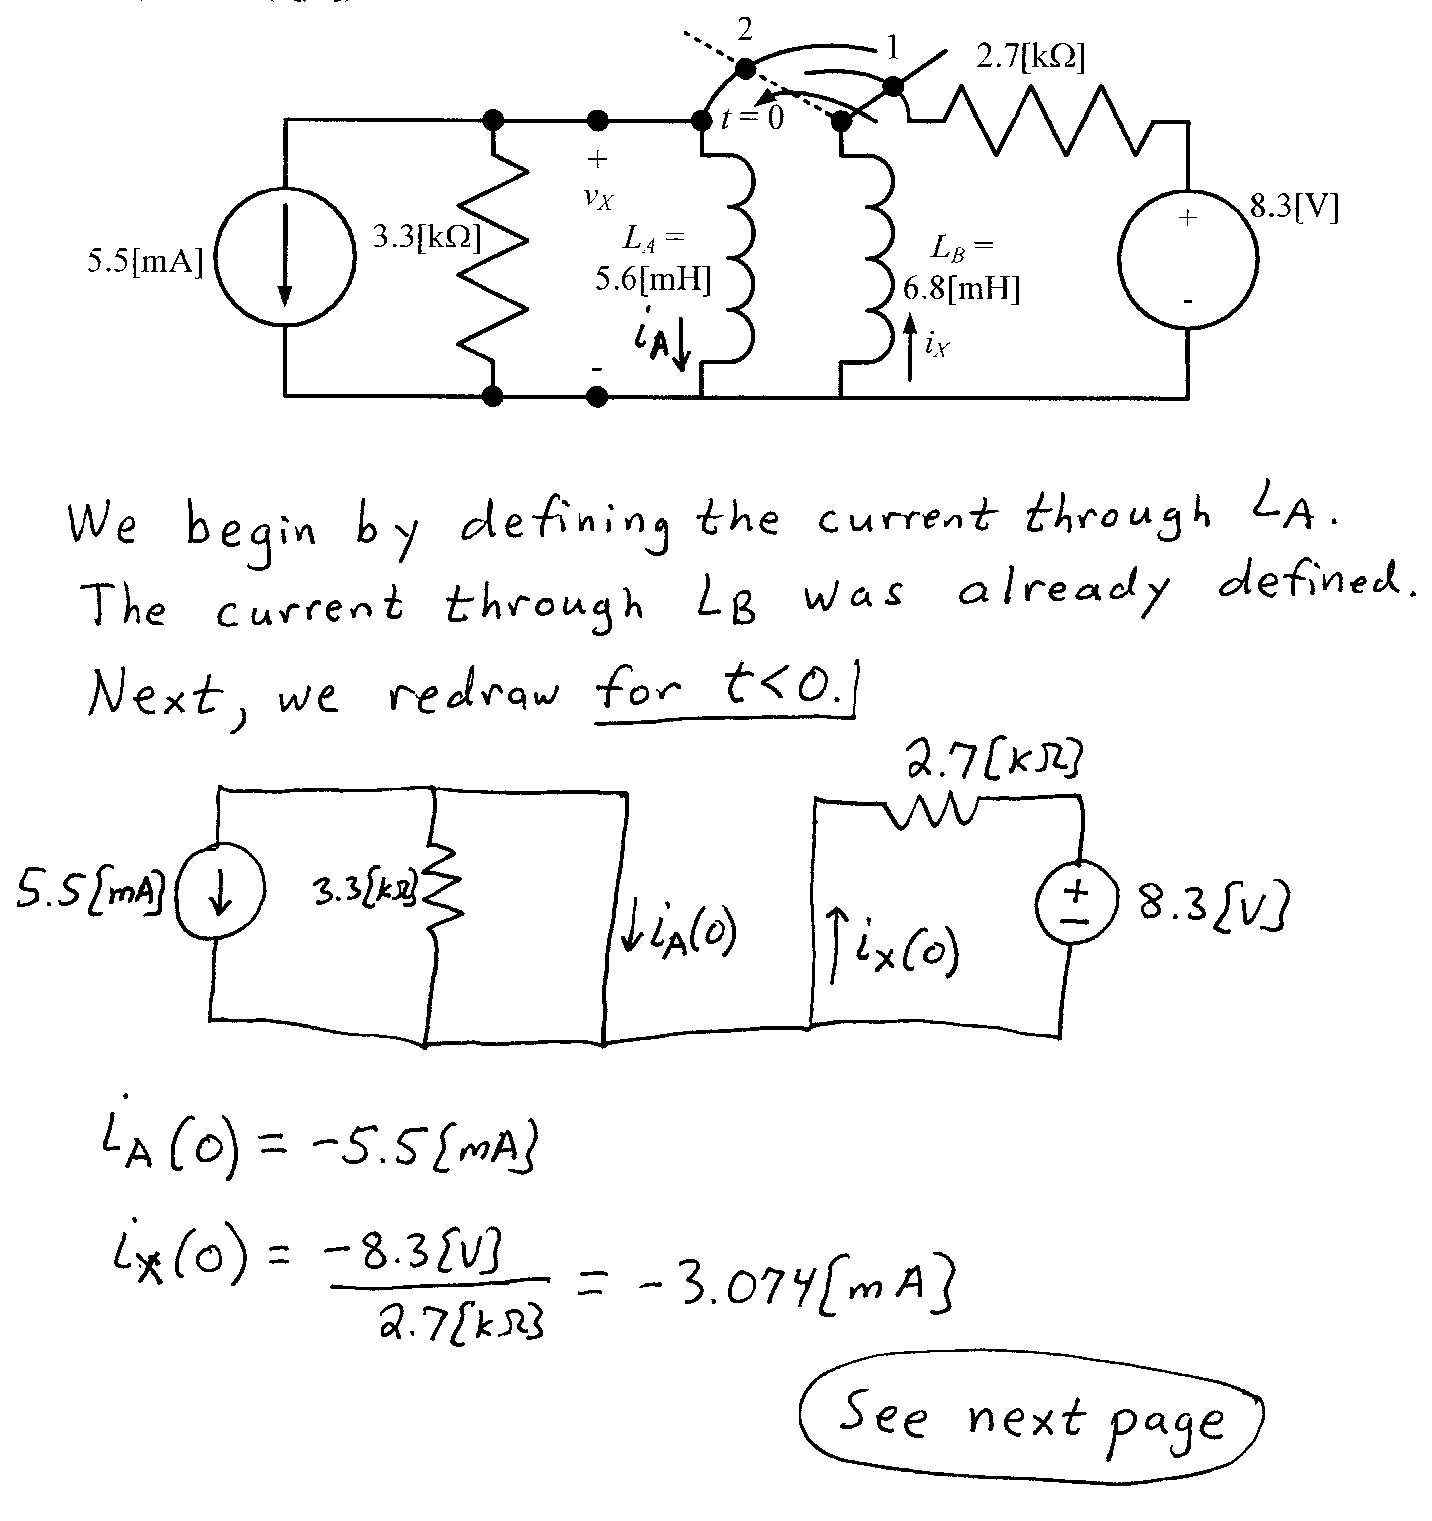 2
1
2.7[kΩ]
t = 0
+
vX
8.3[V]
+
3.3[kΩ]
LA =
LB =
5.5[mA]
5.6[mH]
6.8[mH]
iA
iX
-
-
We begin by defining the current through LA.
The current through LB was already defined.
Next, we redraw for t<0.
2.7[kΩ]
5.5[mA]
3.3[kΩ]
iA(0)
iX(0)
+
-
8.3[V]
iA(0) = -5.5[mA]
iX(0) = -8.3[V] / 2.7[kΩ] = -3.074[mA]
See next page